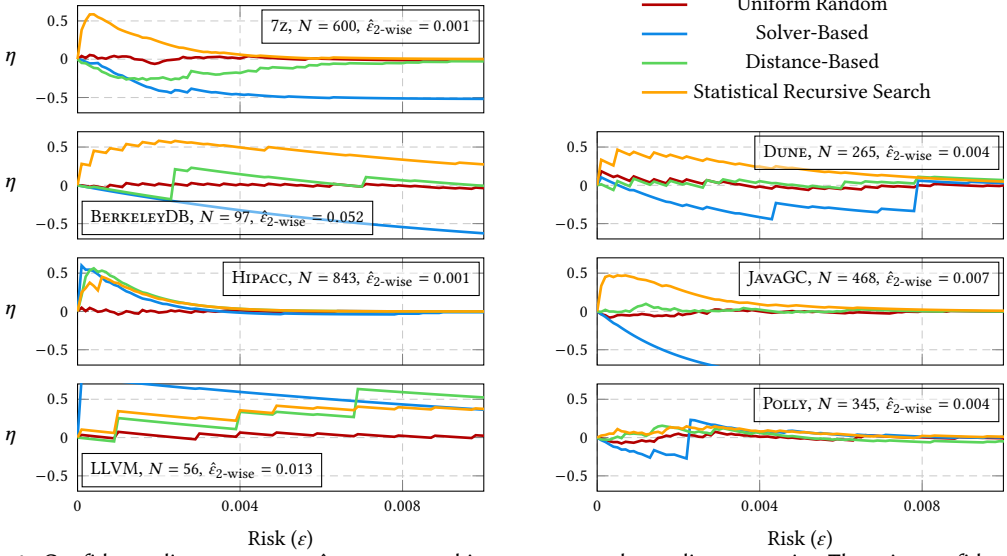 Uniform Random
Solver-Based
Distance-Based
Statistical Recursive Search
η
0.5
0
−0.5
7z, N = 600, ε̂2-wise = 0.001
η
0.5
0
−0.5
BerkeleyDB, N = 97, ε̂2-wise = 0.052
0.5
0
−0.5
Dune, N = 265, ε̂2-wise = 0.004
η
0.5
0
−0.5
Hipacc, N = 843, ε̂2-wise = 0.001
0.5
0
−0.5
JavaGC, N = 468, ε̂2-wise = 0.007
η
0.5
0
−0.5
LLVM, N = 56, ε̂2-wise = 0.013
0
0.004
0.008
Risk (ε)
0.5
0
−0.5
Polly, N = 345, ε̂2-wise = 0.004
0
0.004
0.008
Risk (ε)